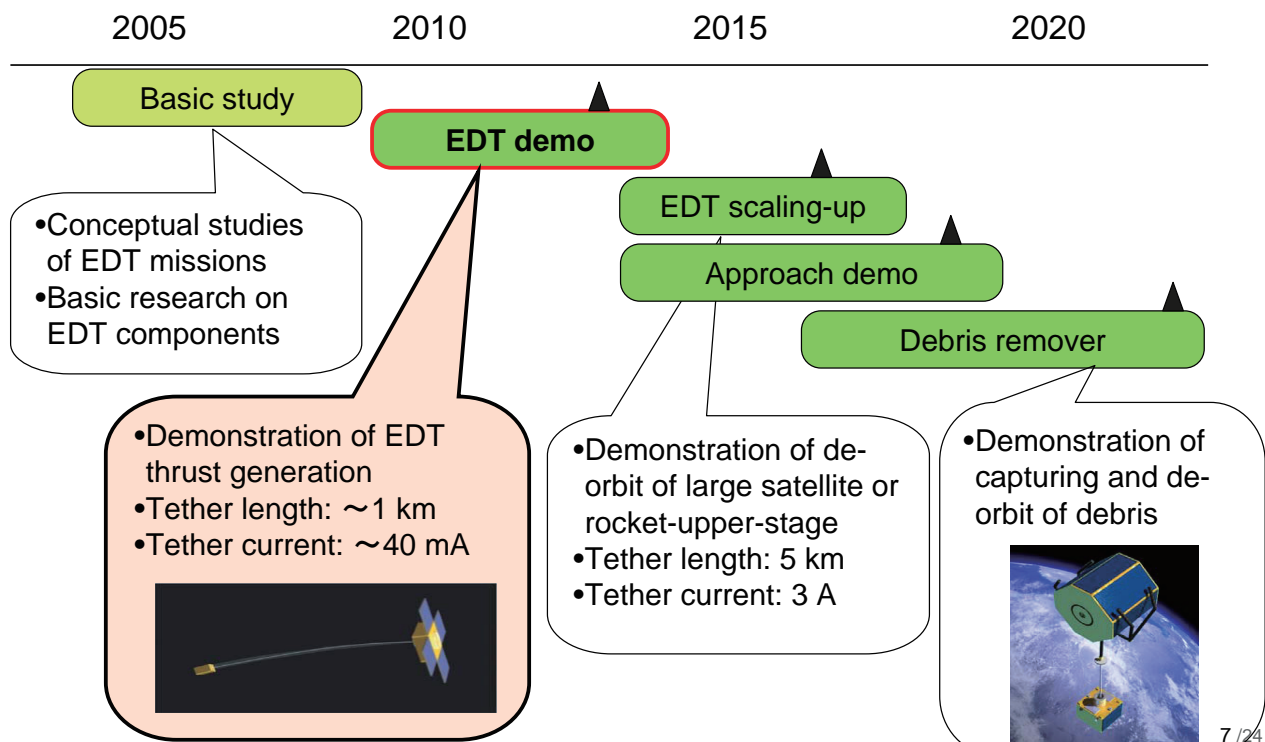 2005 2010 2015 2020
Basic study
EDT demo
EDT scaling-up
Approach demo
Debris remover
•Conceptual studies
of EDT missions
•Basic research on
EDT components
•Demonstration of EDT
thrust generation
•Tether length: ～1 km
•Tether current: ～40 mA
•Demonstration of de-
orbit of large satellite or
rocket-upper-stage
•Tether length: 5 km
•Tether current: 3 A
•Demonstration of
capturing and de-
orbit of debris
7 /24